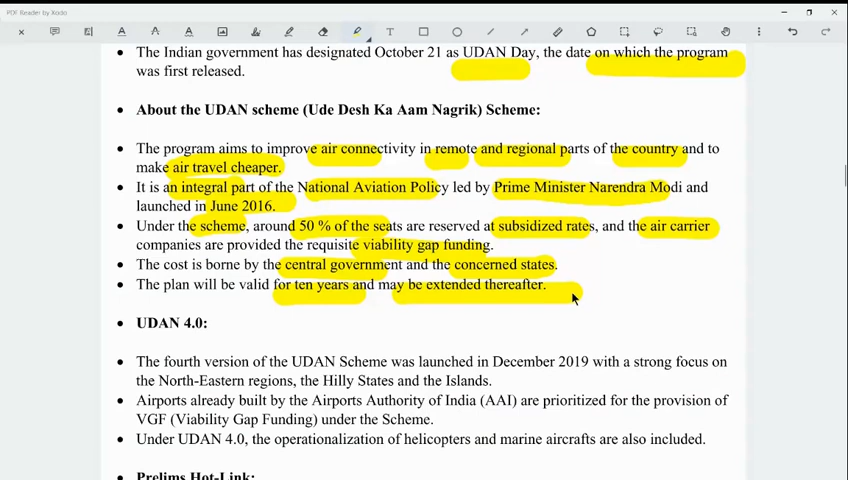 PDF Reader by Xodo
The Indian government has designated October 21 as UDAN Day, the date on which the program
was first released.
About the UDAN scheme (Ude Desh Ka Aam Nagrik) Scheme:
The program aims to improve air connectivity in remote and regional parts of the country and to
make air travel cheaper.
It is an integral part of the National Aviation Policy led by Prime Minister Narendra Modi and
launched in June 2016.
Under the scheme, around 50 % of the seats are reserved at subsidized rates, and the air carrier
companies are provided the requisite viability gap funding.
The cost is borne by the central government and the concerned states.
The plan will be valid for ten years and may be extended thereafter.
UDAN 4.0:
The fourth version of the UDAN Scheme was launched in December 2019 with a strong focus on
the North-Eastern regions, the Hilly States and the Islands.
Airports already built by the Airports Authority of India (AAI) are prioritized for the provision of
VGF (Viability Gap Funding) under the Scheme.
Under UDAN 4.0, the operationalization of helicopters and marine aircrafts are also included.
Prelims Hot-Link: